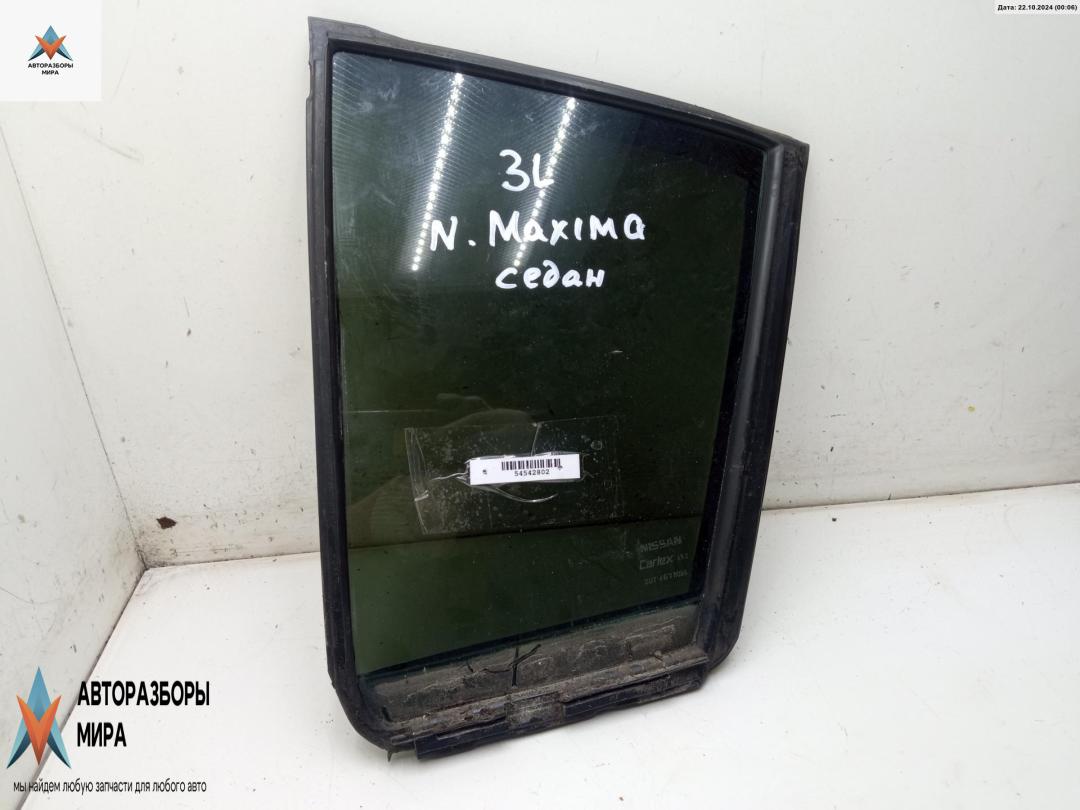 Дата: 22.10.2024 (00:06)
АВТОРАЗБОРЫ
МИРА
3L
N. Maxima
седан
54542802
NISSAN
Carlex
АВТОРАЗБОРЫ
МИРА
мы найдем любую запчасти для любого авто